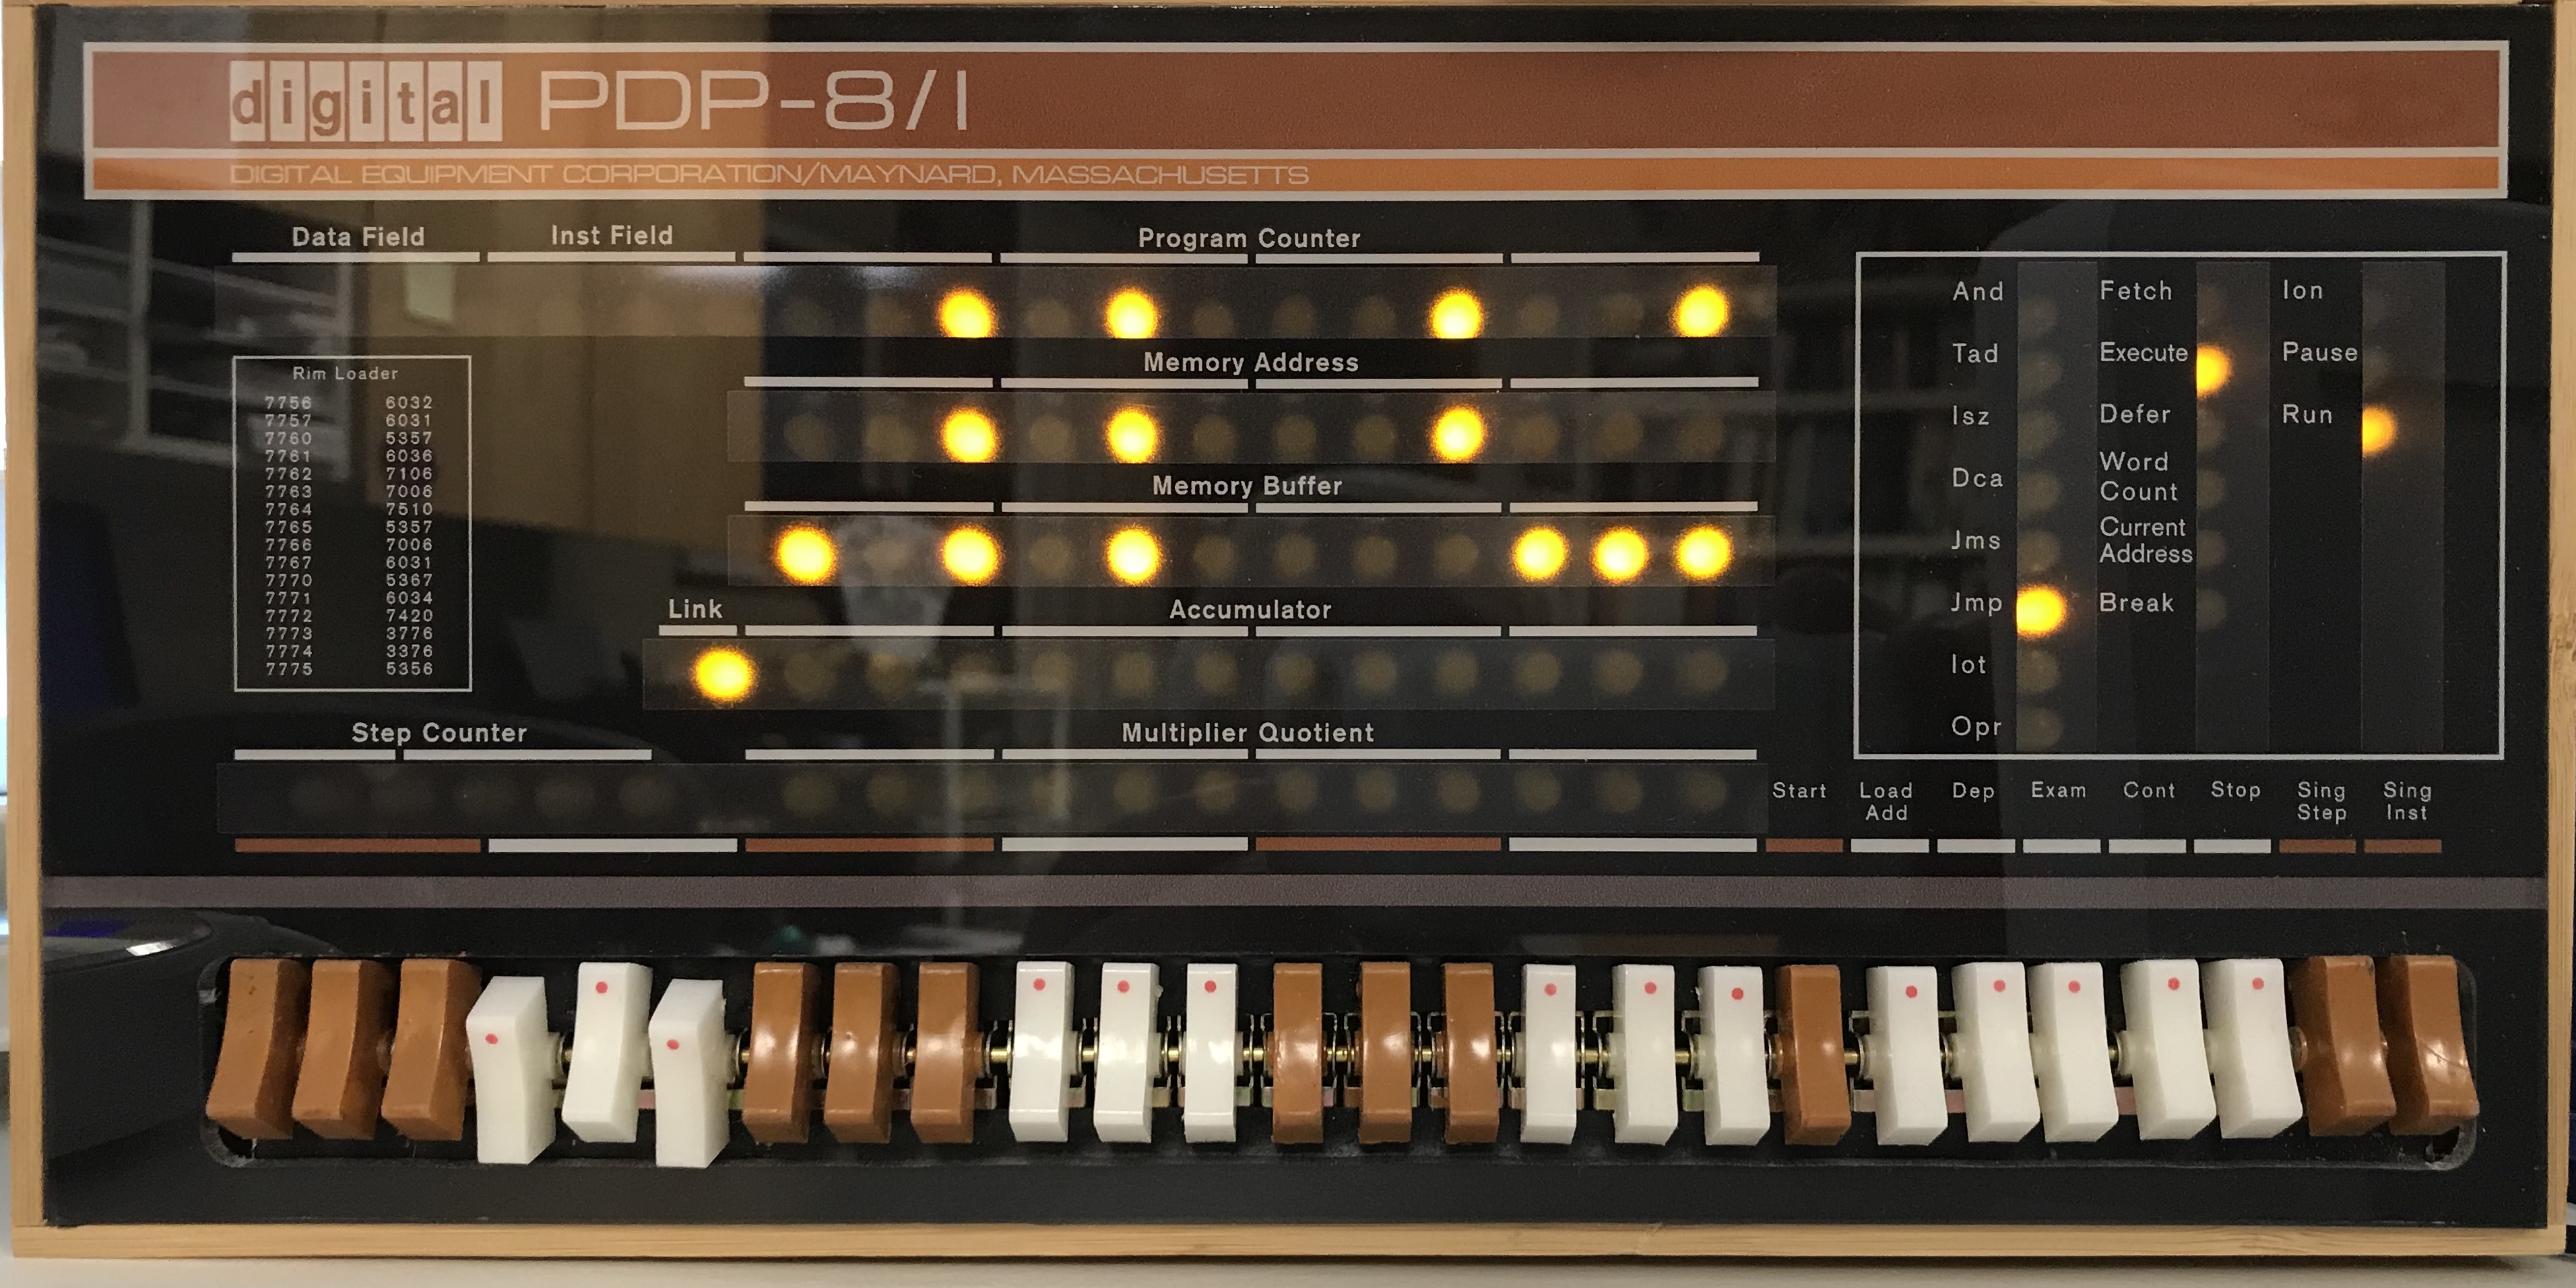 digital PDP-8/I
DIGITAL EQUIPMENT CORPORATION/MAYNARD, MASSACHUSETTS
Data Field Inst Field Program Counter
Memory Address
Memory Buffer
Link Accumulator
Step Counter Multiplier Quotient
Rim Loader
7756 6032
7757 6031
7760 5357
7761 6036
7762 7106
7763 7006
7764 7510
7765 5357
7766 7006
7767 6031
7770 5367
7771 6034
7772 7420
7773 3776
7774 3376
7775 5356
And Fetch Ion
Tad Execute Pause
Isz Defer Run
Dca Word Count
Jms Current Address
Jmp Break
Iot
Opr
Start Load Add Dep Exam Cont Stop Sing Step Sing Inst